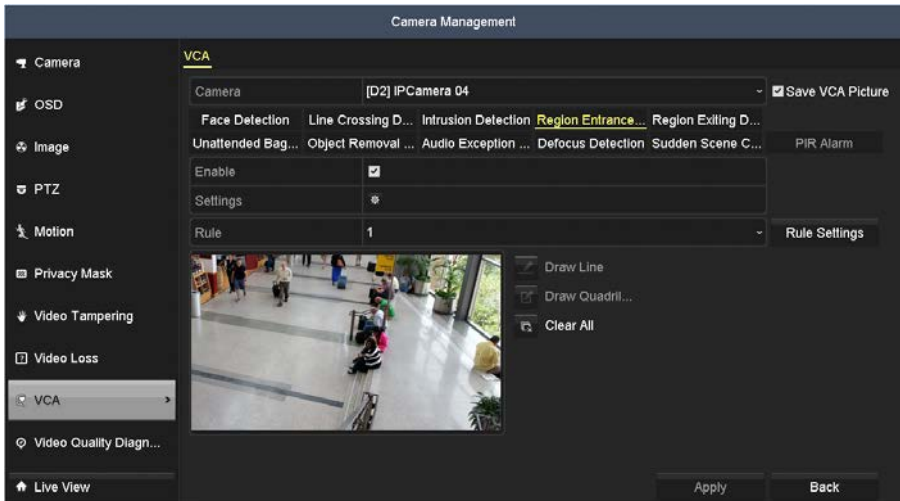 Camera Management
Camera
OSD
Image
PTZ
Motion
Privacy Mask
Video Tampering
Video Loss
VCA
Video Quality Diagn...
Live View
VCA
Camera [D2] IPCamera 04 Save VCA Picture
Face Detection Line Crossing D... Intrusion Detection Region Entrance... Region Exiting D...
Unattended Bag... Object Removal ... Audio Exception ... Defocus Detection Sudden Scene C... PIR Alarm
Enable
Settings
Rule 1 Rule Settings
Draw Line
Draw Quadril...
Clear All
Apply Back